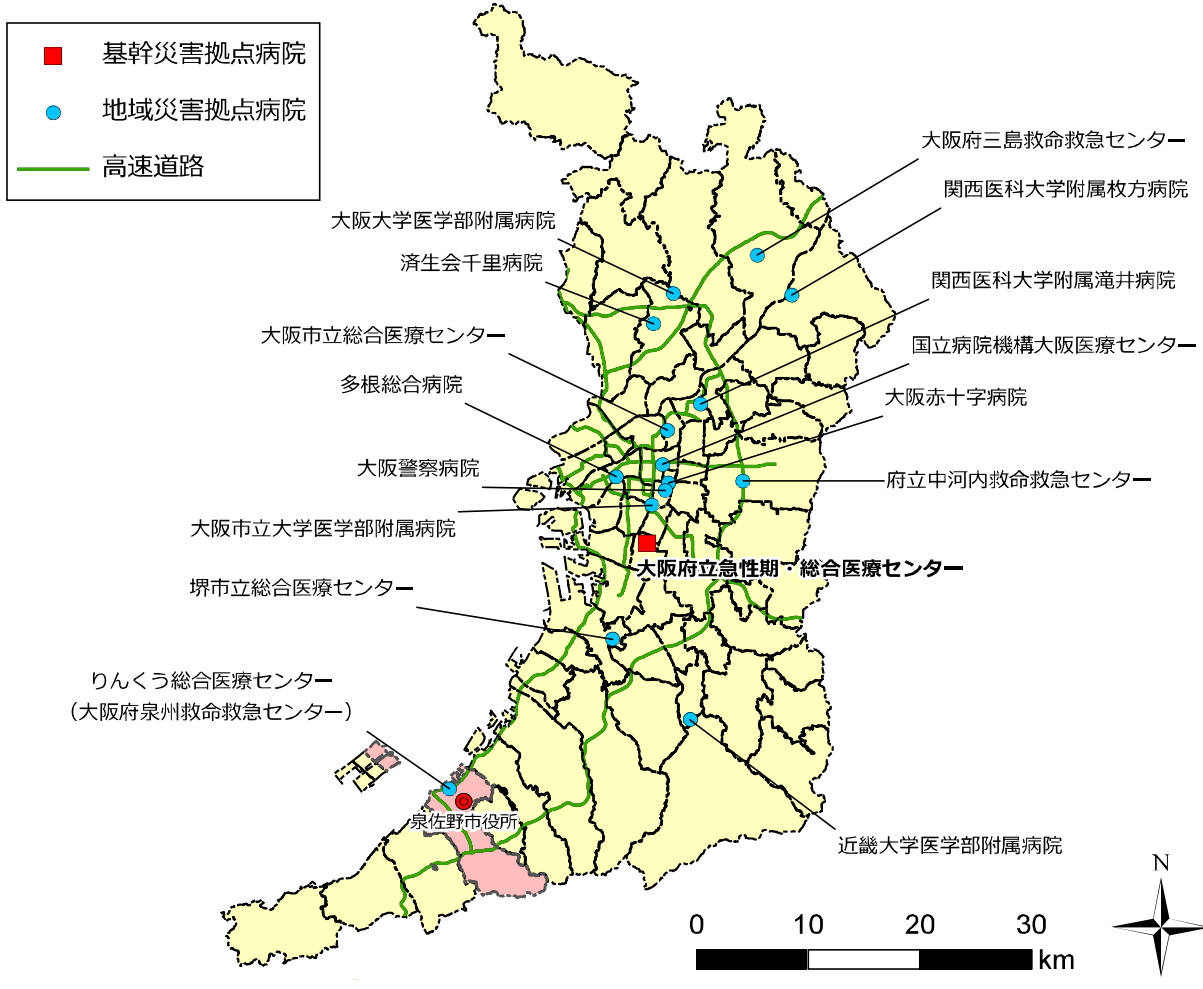 基幹災害拠点病院
地域災害拠点病院
高速道路
大阪府三島救命救急センター
関西医科大学附属枚方病院
大阪大学医学部附属病院
済生会千里病院
関西医科大学附属滝井病院
大阪市立総合医療センター
国立病院機構大阪医療センター
多根総合病院
大阪赤十字病院
大阪警察病院
府立中河内救命救急センター
大阪市立大学医学部附属病院
大阪府立急性期・総合医療センター
堺市立総合医療センター
りんくう総合医療センター
（大阪府泉州救命救急センター）
泉佐野市役所
近畿大学医学部附属病院
N
0 10 20 30
km